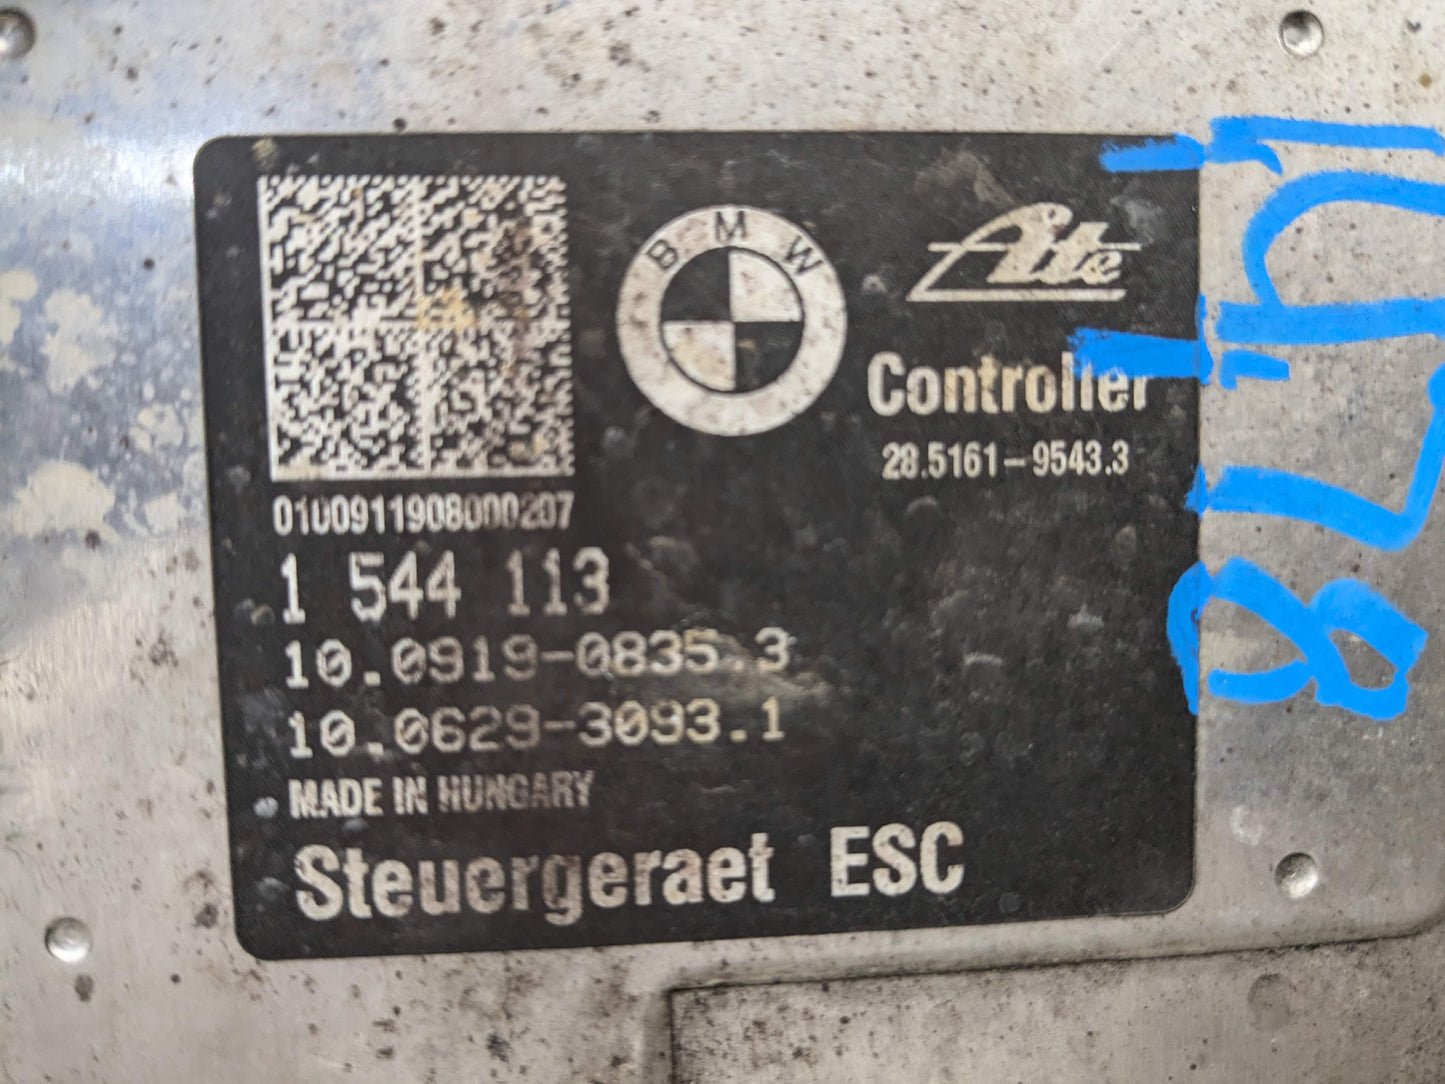 BMW
Ate
Controller
28.5161-9543.3
0100911908000207
1 544 113
10.0919-0835.3
10.0629-3093.1
MADE IN HUNGARY
Steuergeraet ESC